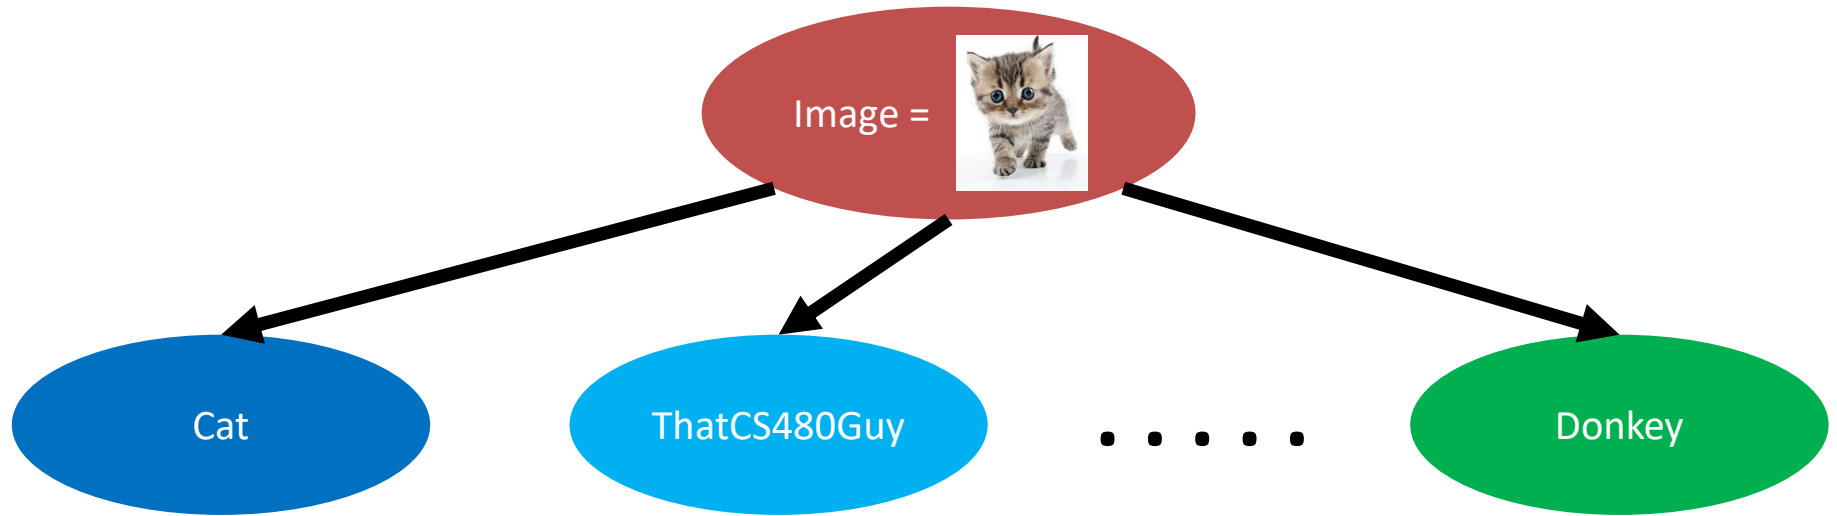 Image =
Cat
ThatCS480Guy
. . . . .
Donkey